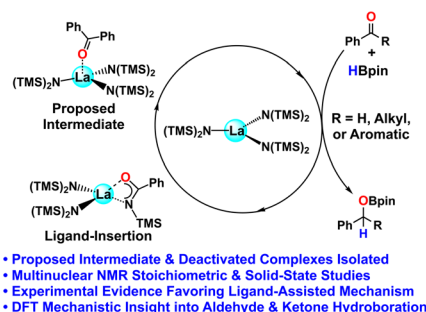 Ph Ph
O
(TMS)2N La N(TMS)2
N(TMS)2
Proposed
Intermediate
(TMS)2N La O Ph
(TMS)2N N
TMS
Ligand-Insertion
(TMS)2N La N(TMS)2
N(TMS)2
O
Ph R
+
HBpin
R = H, Alkyl,
or Aromatic
OBpin
Ph R
H
• Proposed Intermediate & Deactivated Complexes Isolated
• Multinuclear NMR Stoichiometric & Solid-State Studies
• Experimental Evidence Favoring Ligand-Assisted Mechanism
• DFT Mechanistic Insight into Aldehyde & Ketone Hydroboration